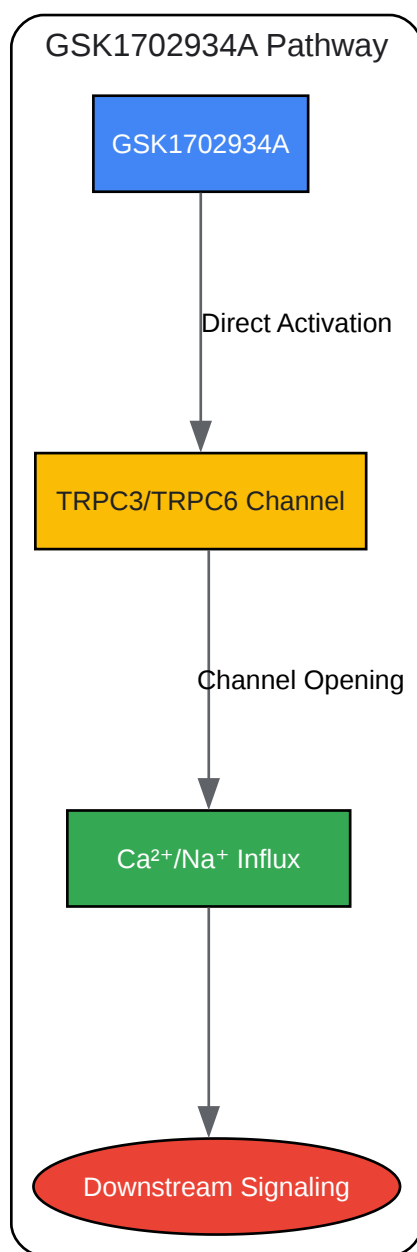 GSK1702934A Pathway
GSK1702934A
Direct Activation
TRPC3/TRPC6 Channel
Channel Opening
Ca²⁺/Na⁺ Influx
Downstream Signaling